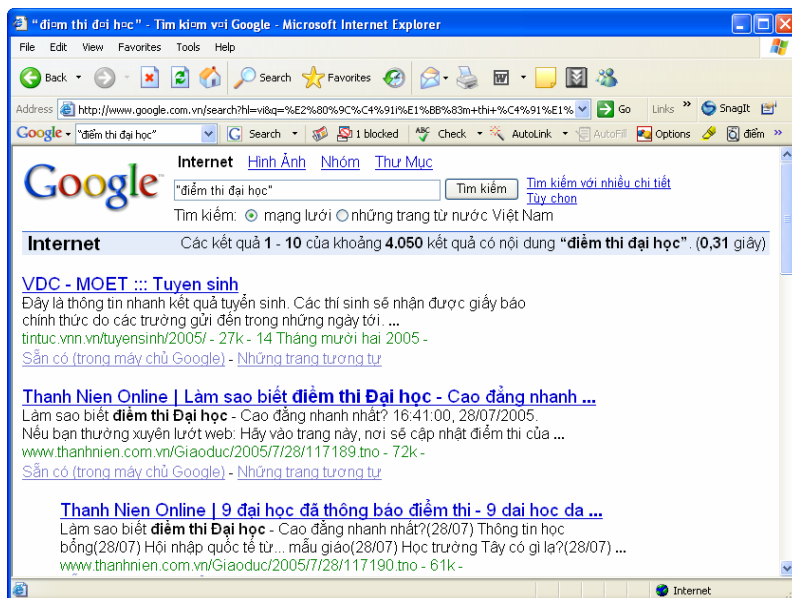 "đi¤m thi đ¤i h¤c" - Tìm ki¤m v¤i Google - Microsoft Internet Explorer
File Edit View Favorites Tools Help
Back Search Favorites
Address http://www.google.com.vn/search?hl=vi&q=%E2%80%9C%C4%91i%E1%BB%83m+thi+%C4%91%E1% Go Links » SnagIt
Google "điểm thi đại học" Search 1 blocked Check AutoLink AutoFill Options điểm »
Internet Hình Ảnh Nhóm Thư Mục
Google "điểm thi đại học" Tìm kiếm Tìm kiếm với nhiều chi tiết
Tùy chọn
Tìm kiếm: mạng lưới những trang từ nước Việt Nam
Internet Các kết quả 1 - 10 của khoảng 4.050 kết quả có nội dung “điểm thi đại học”. (0,31 giây)
VDC - MOET ::: Tuyen sinh
Đây là thông tin nhanh kết quả tuyển sinh. Các thí sinh sẽ nhận được giấy báo
chính thức do các trường gửi đến trong những ngày tới. ...
tintuc.vnn.vn/tuyensinh/2005/ - 27k - 14 Tháng mười hai 2005 -
Sẵn có (trong máy chủ Google) - Những trang tương tự
Thanh Nien Online | Làm sao biết điểm thi Đại học - Cao đẳng nhanh ...
Làm sao biết điểm thi Đại học - Cao đẳng nhanh nhất? 16:41:00, 28/07/2005.
Nếu bạn thường xuyên lướt web: Hãy vào trang này, nơi sẽ cập nhật điểm thi của ...
www.thanhnien.com.vn/Giaoduc/2005/7/28/117189.tno - 72k -
Sẵn có (trong máy chủ Google) - Những trang tương tự
Thanh Nien Online | 9 đại học đã thông báo điểm thi - 9 dai hoc da ...
Làm sao biết điểm thi Đại học - Cao đẳng nhanh nhất?(28/07) Thông tin học
bổng(28/07) Hội nhập quốc tế từ... mẫu giáo(28/07) Học trường Tây có gì lạ?(28/07) ...
www.thanhnien.com.vn/Giaoduc/2005/7/28/117190.tno - 61k -
Internet